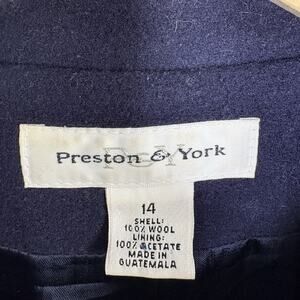 P&Y
Preston & York
14
SHELL:
100% WOOL
LINING:
100% ACETATE
MADE IN
GUATEMALA